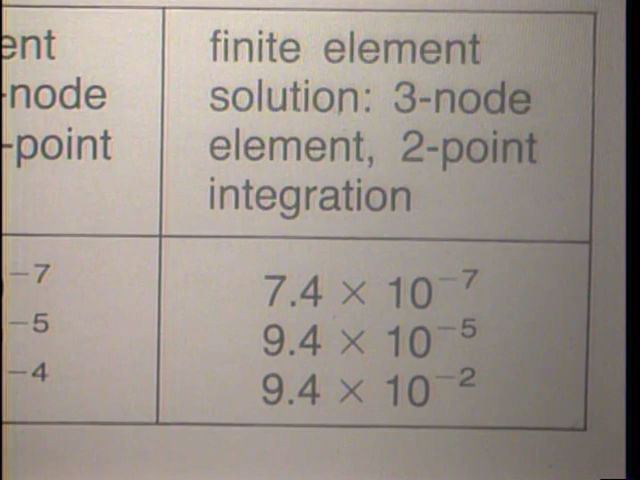 ent
-node
-point
finite element
solution: 3-node
element, 2-point
integration
−7
−5
−4
7.4 × 10⁻⁷
9.4 × 10⁻⁵
9.4 × 10⁻²